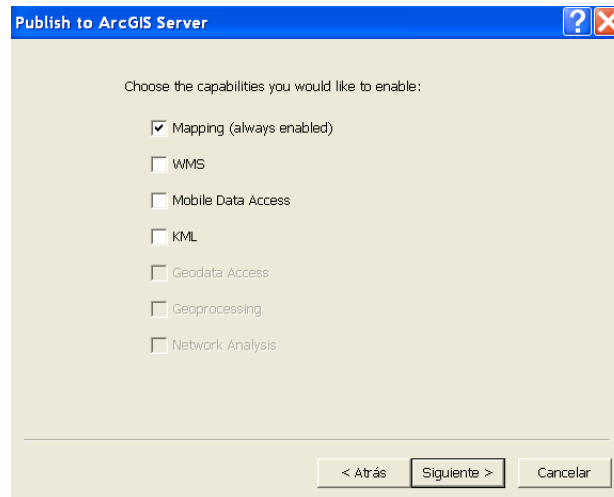 Publish to ArcGIS Server
Choose the capabilities you would like to enable:
Mapping (always enabled)
WMS
Mobile Data Access
KML
Geodata Access
Geoprocessing
Network Analysis
< Atrás Siguiente > Cancelar